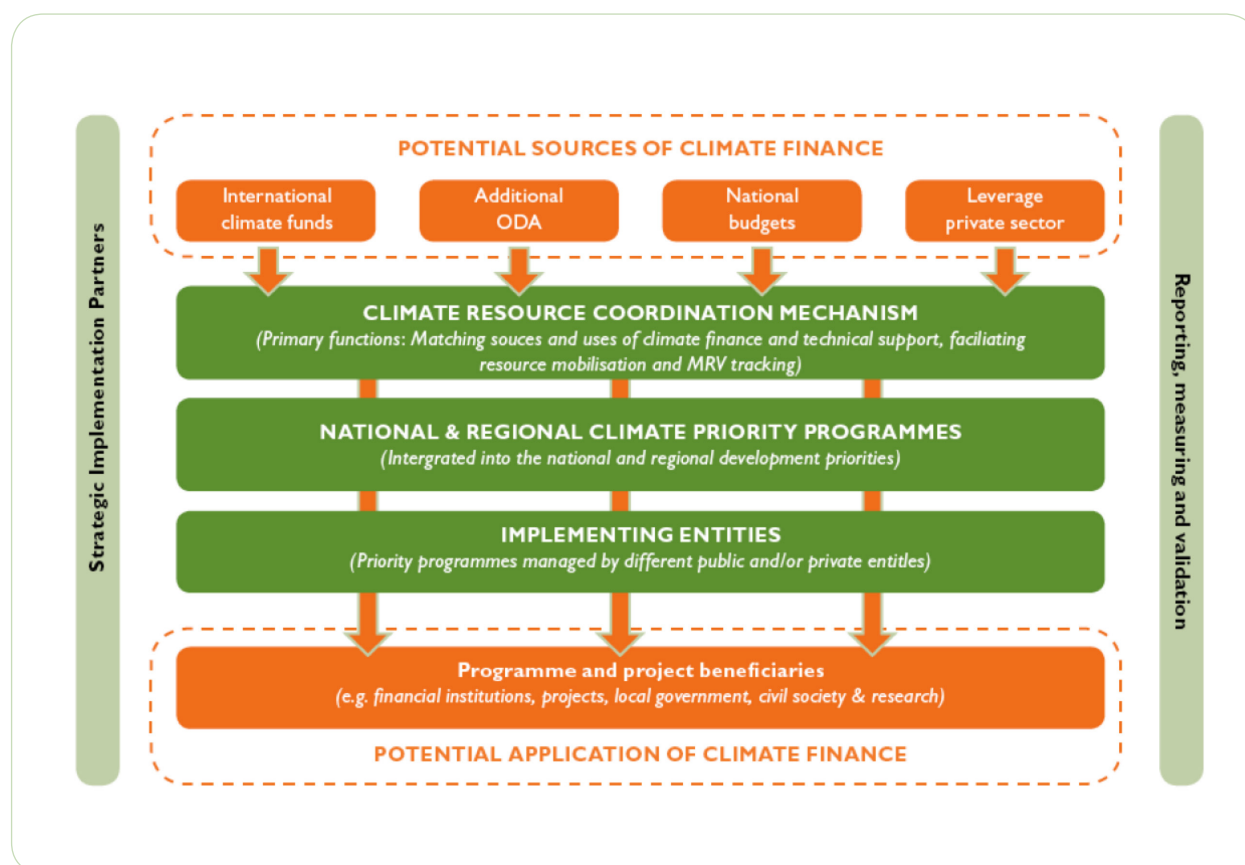 Strategic Implementation Partners
POTENTIAL SOURCES OF CLIMATE FINANCE
International
climate funds
Additional
ODA
National
budgets
Leverage
private sector
CLIMATE RESOURCE COORDINATION MECHANISM
(Primary functions: Matching souces and uses of climate finance and technical support, faciliating
resource mobilisation and MRV tracking)
NATIONAL & REGIONAL CLIMATE PRIORITY PROGRAMMES
(Intergrated into the national and regional development priorities)
IMPLEMENTING ENTITIES
(Priority programmes managed by different public and/or private entitles)
Programme and project beneficiaries
(e.g. financial institutions, projects, local government, civil society & research)
POTENTIAL APPLICATION OF CLIMATE FINANCE
Reporting, measuring and validation